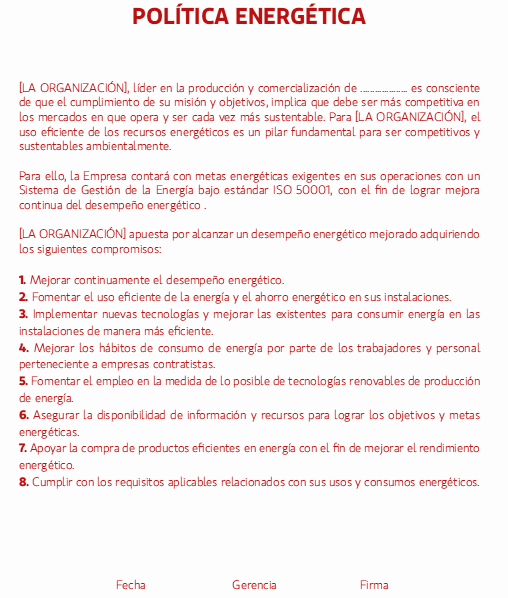 POLÍTICA ENERGÉTICA
[LA ORGANIZACIÓN], líder en la producción y comercialización de ................... es consciente
de que el cumplimiento de su misión y objetivos, implica que debe ser más competitiva en
los mercados en que opera y ser cada vez más sustentable. Para [LA ORGANIZACIÓN], el
uso eficiente de los recursos energéticos es un pilar fundamental para ser competitivos y
sustentables ambientalmente.
Para ello, la Empresa contará con metas energéticas exigentes en sus operaciones con un
Sistema de Gestión de la Energía bajo estándar ISO 50001, con el fin de lograr mejora
continua del desempeño energético .
[LA ORGANIZACIÓN] apuesta por alcanzar un desempeño energético mejorado adquiriendo
los siguientes compromisos:
1. Mejorar continuamente el desempeño energético.
2. Fomentar el uso eficiente de la energía y el ahorro energético en sus instalaciones.
3. Implementar nuevas tecnologías y mejorar las existentes para consumir energía en las
instalaciones de manera más eficiente.
4. Mejorar los hábitos de consumo de energía por parte de los trabajadores y personal
perteneciente a empresas contratistas.
5. Fomentar el empleo en la medida de lo posible de tecnologías renovables de producción
de energía.
6. Asegurar la disponibilidad de información y recursos para lograr los objetivos y metas
energéticas.
7. Apoyar la compra de productos eficientes en energía con el fin de mejorar el rendimiento
energético.
8. Cumplir con los requisitos aplicables relacionados con sus usos y consumos energéticos.
Fecha Gerencia Firma